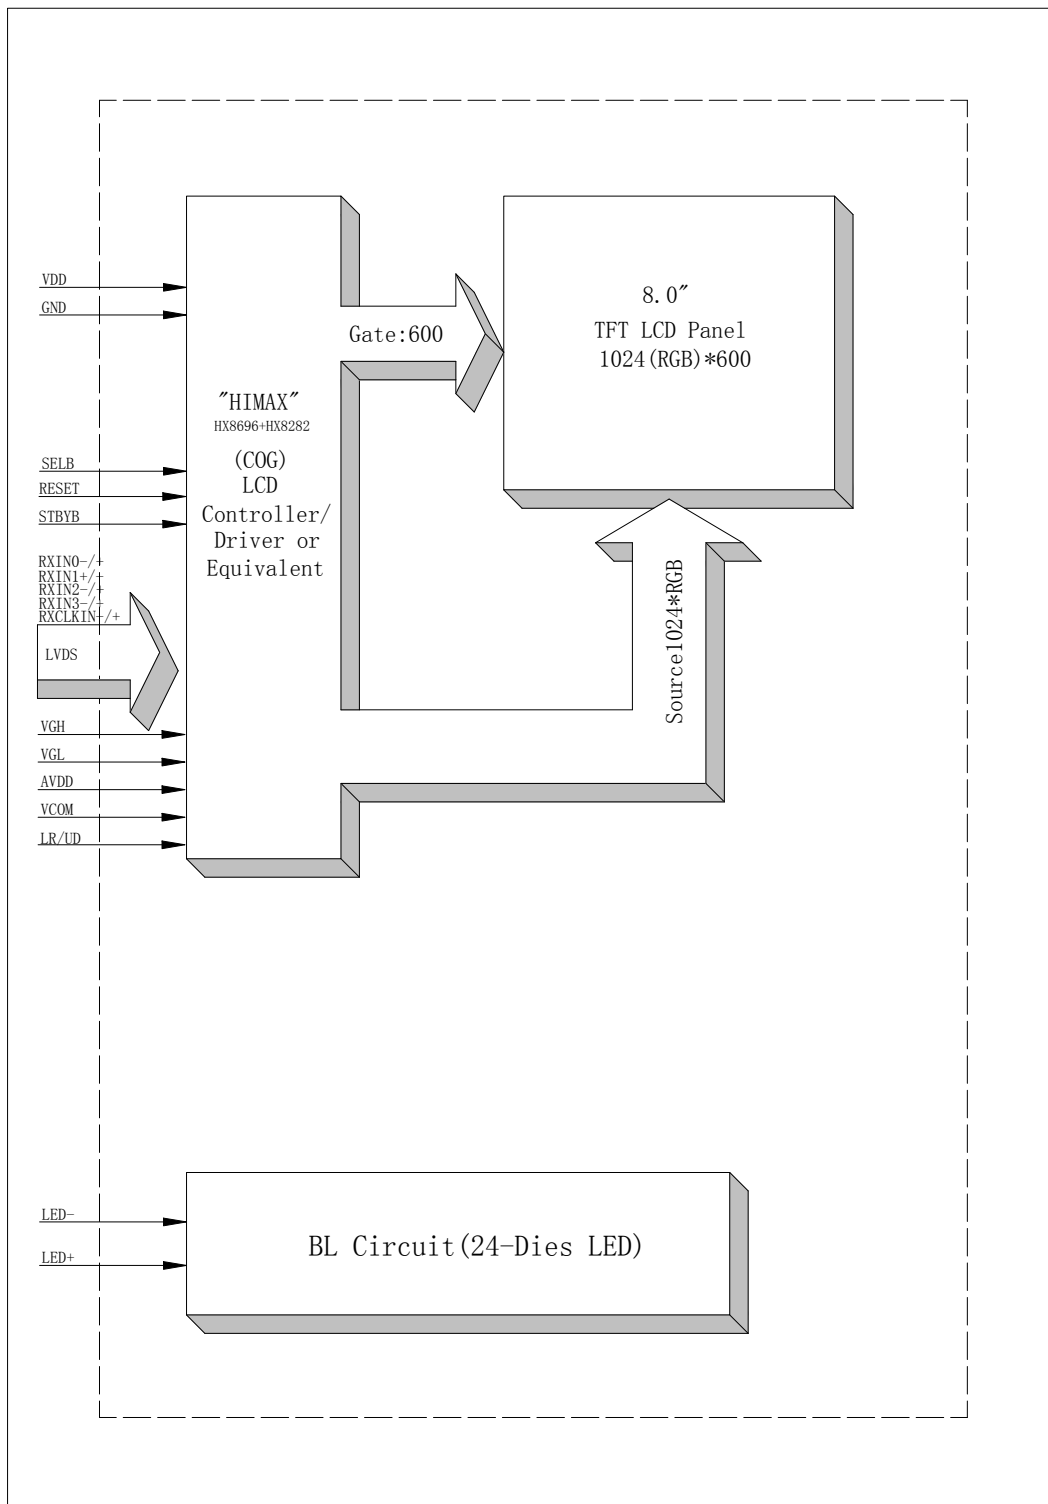 VDD
GND
SELB
RESET
STBYB
RXIN0-/+
RXIN1+/-
RXIN2-/+
RXIN3-/-
RXCLKIN-/+
LVDS
VGH
VGL
AVDD
VCOM
LR/UD
"HIMAX"
HX8696+HX8282
(COG)
LCD
Controller/
Driver or
Equivalent
Gate:600
8.0"
TFT LCD Panel
1024(RGB)*600
Source1024*RGB
LED-
LED+
BL Circuit(24-Dies LED)